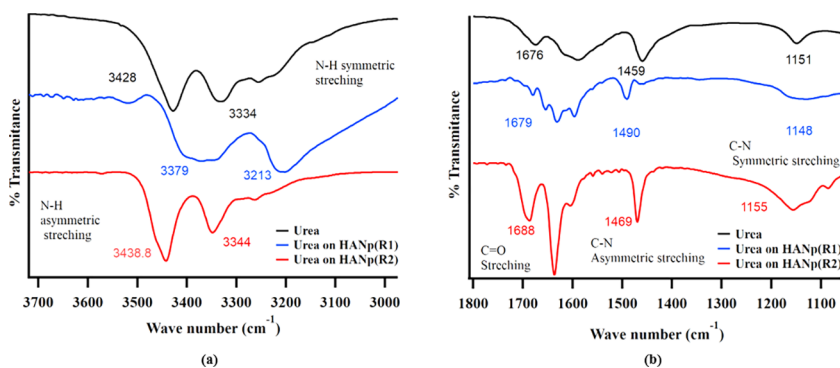 (a)
% Transmitance
N-H symmetric
streching
3428
3334
3379
3213
N-H
asymmetric
streching
3438.8
3344
Urea
Urea on HANp(R1)
Urea on HANp(R2)
3700 3600 3500 3400 3300 3200 3100 3000
Wave number (cm-1)
(a)
(b)
% Transmitance
1676
1459
1151
1679
1490
1148
C-N
Symmetric streching
1688
1469
1155
C=O
Streching
C-N
Asymmetric streching
Urea
Urea on HANp(R1)
Urea on HANp(R2)
1800 1700 1600 1500 1400 1300 1200 1100
Wave number (cm-1)
(b)